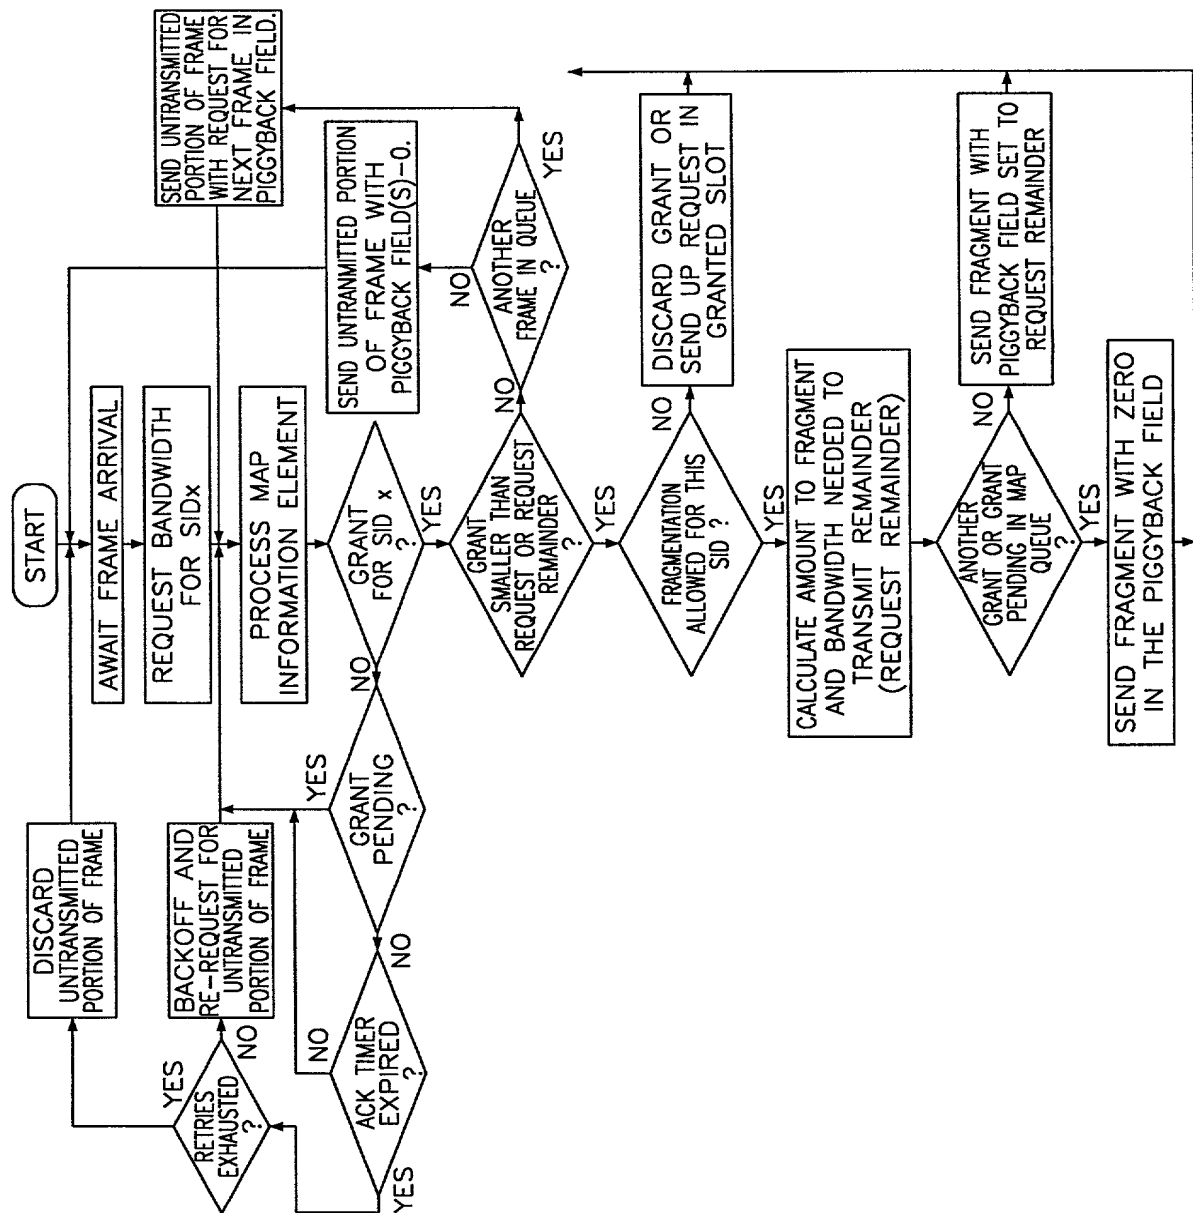 START
AWAIT FRAME ARRIVAL
REQUEST BANDWIDTH
FOR SIDx
PROCESS MAP
INFORMATION ELEMENT
GRANT
FOR SID x
?
NO
YES
GRANT
PENDING
?
YES
NO
ACK TIMER
EXPIRED
?
NO
YES
RETRIES
EXHAUSTED
?
YES
NO
DISCARD
UNTRANSMITTED
PORTION OF FRAME
BACKOFF AND
RE-REQUEST FOR
UNTRANSMITTED
PORTION OF FRAME
GRANT
SMALLER THAN
REQUEST OR REQUEST
REMAINDER
?
NO
YES
ANOTHER
FRAME IN QUEUE
?
NO
YES
SEND UNTRANMITTED PORTION
OF FRAME WITH
PIGGYBACK FIELD(S)-0.
SEND UNTRANSMITTED
PORTION OF FRAME
WITH REQUEST FOR
NEXT FRAME IN
PIGGYBACK FIELD.
FRAGMENTATION
ALLOWED FOR THIS
SID ?
NO
YES
DISCARD GRANT OR
SEND UP REQUEST IN
GRANTED SLOT
CALCULATE AMOUNT TO FRAGMENT
AND BANDWIDTH NEEDED TO
TRANSMIT REMAINDER
(REQUEST REMAINDER)
ANOTHER
GRANT OR GRANT
PENDING IN MAP
QUEUE
?
NO
YES
SEND FRAGMENT WITH
PIGGYBACK FIELD SET TO
REQUEST REMAINDER
SEND FRAGMENT WITH ZERO
IN THE PIGGYBACK FIELD